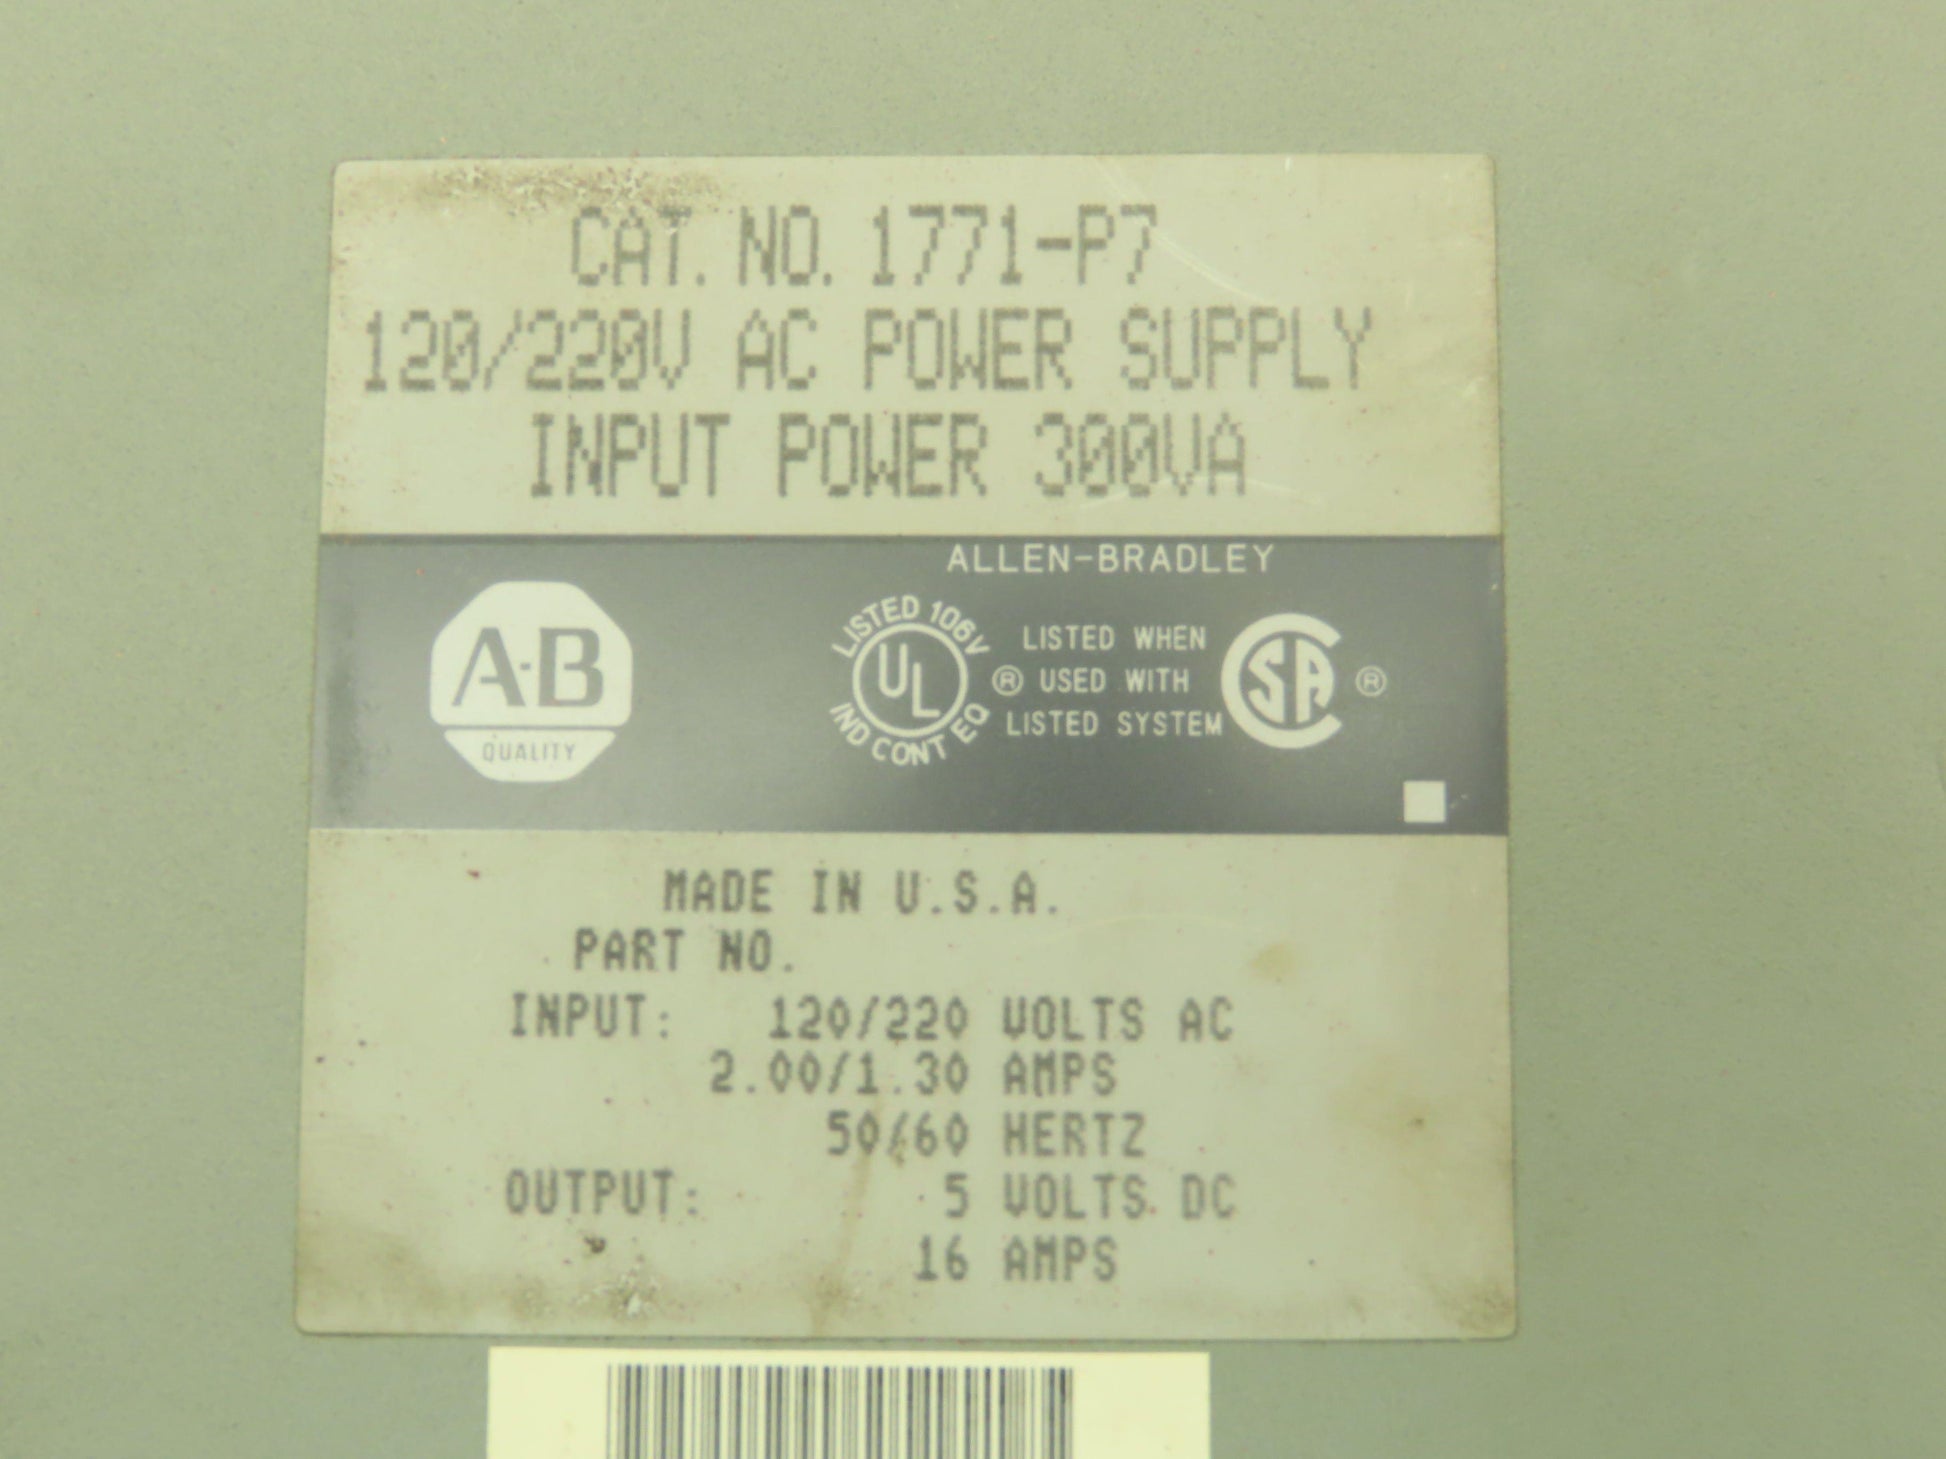 CAT. NO. 1771-P7
120/220V AC POWER SUPPLY
INPUT POWER 300VA
ALLEN-BRADLEY
A-B
QUALITY
LISTED 106V
UL
IND CONT EQ
®
LISTED WHEN
USED WITH
LISTED SYSTEM
SA
®
MADE IN U.S.A.
PART NO.
INPUT: 120/220 VOLTS AC
2.00/1.30 AMPS
50/60 HERTZ
OUTPUT: 5 VOLTS DC
16 AMPS